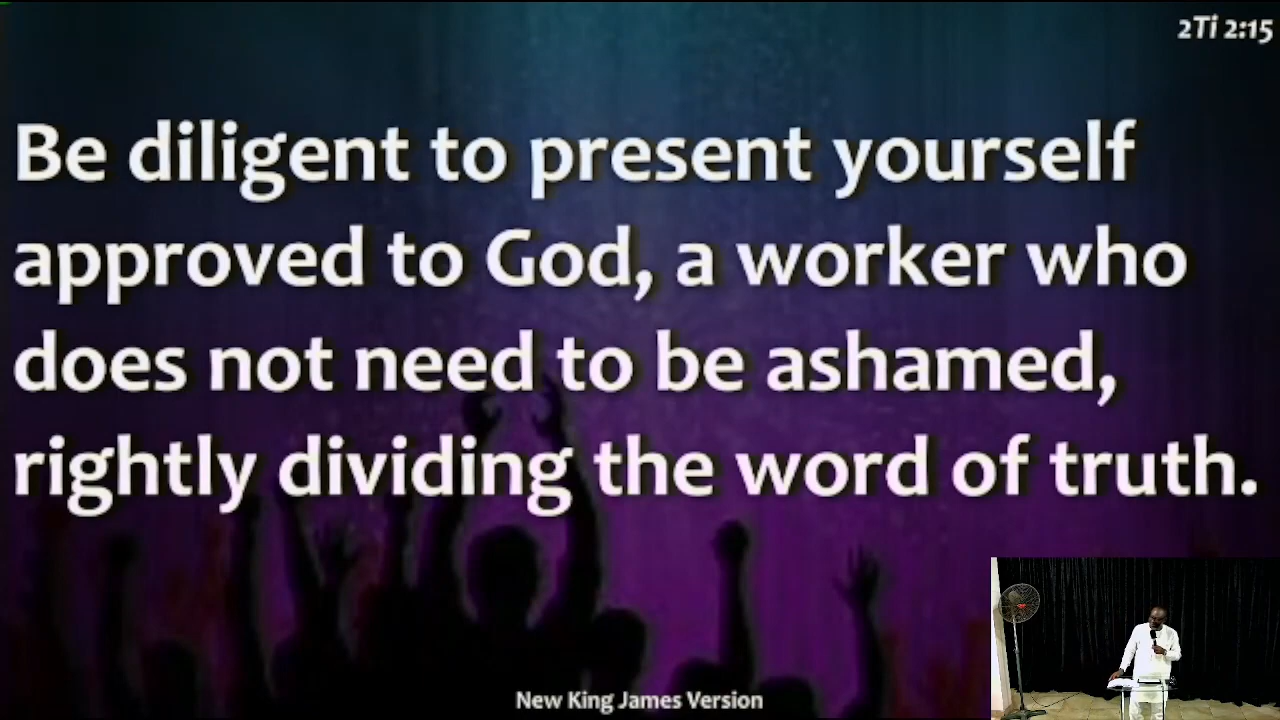 2Ti 2:15
Be diligent to present yourself
approved to God, a worker who
does not need to be ashamed,
rightly dividing the word of truth.
New King James Version